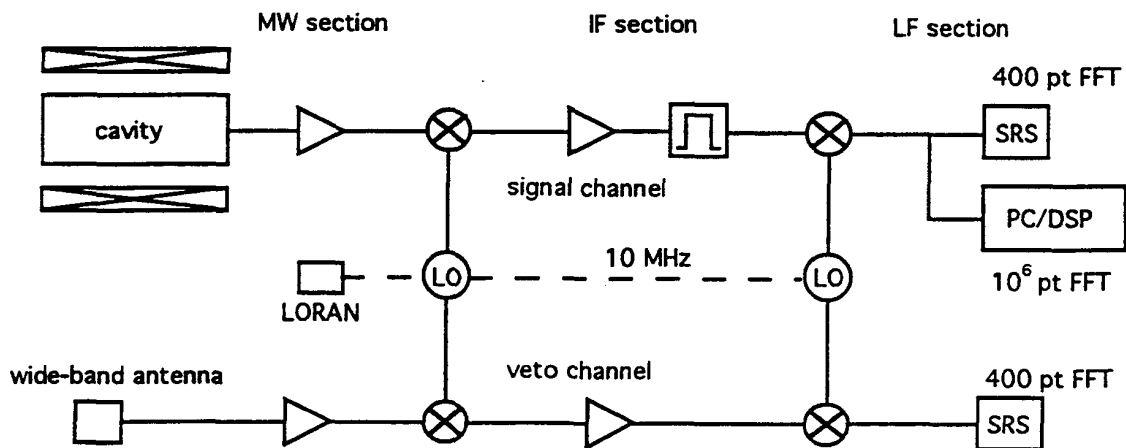 MW section
IF section
LF section
400 pt FFT
cavity
SRS
signal channel
PC/DSP
LO
10 MHz
LO
LORAN
10⁶ pt FFT
wide-band antenna
veto channel
400 pt FFT
SRS